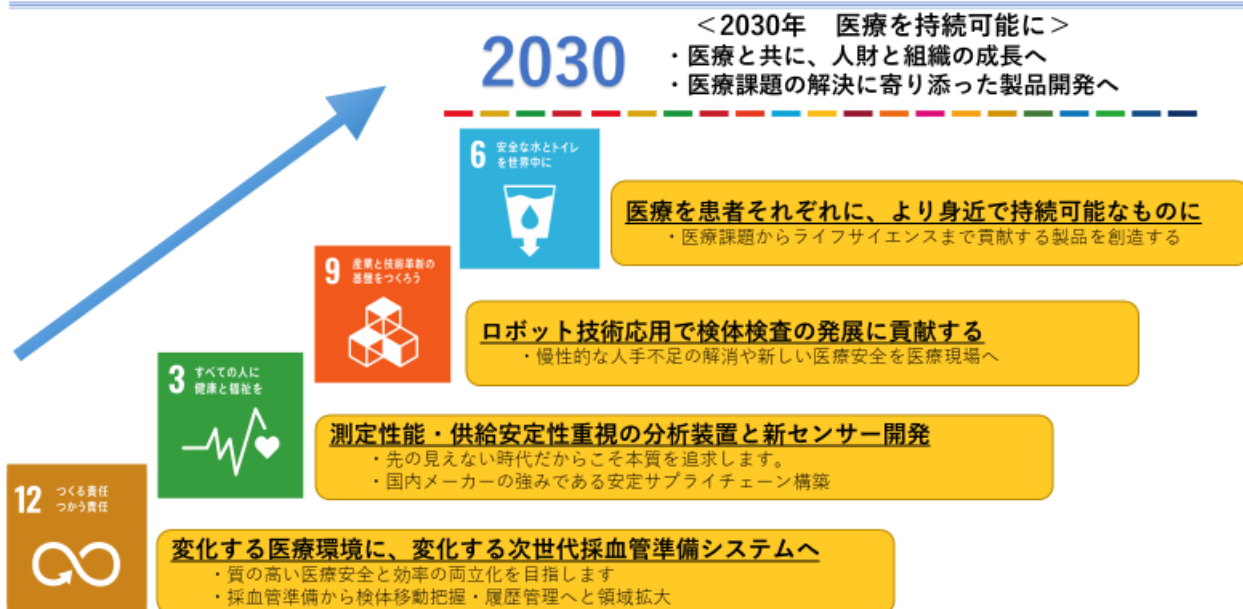 2030
＜2030年　医療を持続可能に＞
・医療と共に、人財と組織の成長へ
・医療課題の解決に寄り添った製品開発へ
6 安全な水とトイレ
を世界中に
医療を患者それぞれに、より身近で持続可能なものに
・医療課題からライフサイエンスまで貢献する製品を創造する
9 産業と技術革新の
基盤をつくろう
ロボット技術応用で検体検査の発展に貢献する
・慢性的な人手不足の解消や新しい医療安全を医療現場へ
3 すべての人に
健康と福祉を
測定性能・供給安定性重視の分析装置と新センサー開発
・先の見えない時代だからこそ本質を追求します。
・国内メーカーの強みである安定サプライチェーン構築
12 つくる責任
つかう責任
変化する医療環境に、変化する次世代採血管準備システムへ
・質の高い医療安全と効率の両立化を目指します
・採血管準備から検体移動把握・履歴管理へと領域拡大